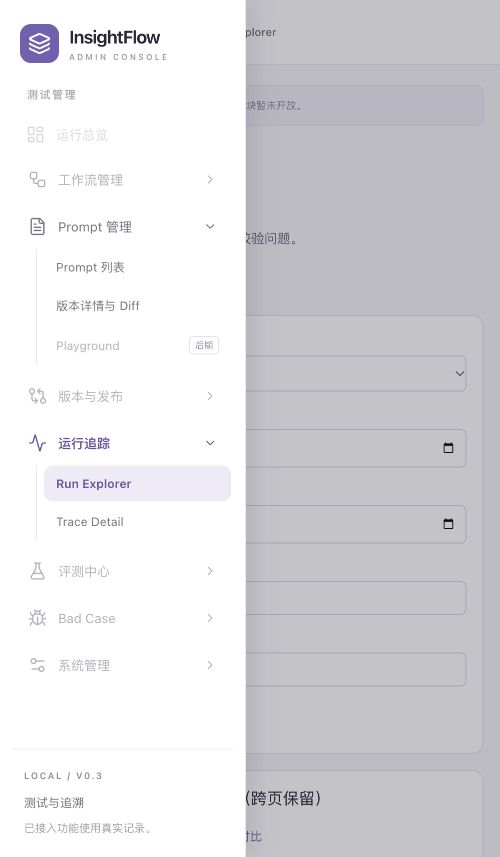 InsightFlow
ADMIN CONSOLE
测试管理
运行总览
工作流管理
Prompt 管理
Prompt 列表
版本详情与 Diff
Playground 后期
版本与发布
运行追踪
Run Explorer
Trace Detail
评测中心
Bad Case
系统管理
LOCAL / V0.3
测试与追溯
已接入功能使用真实记录。
plorer
块暂未开放。
校验问题。
(跨页保留)
对比